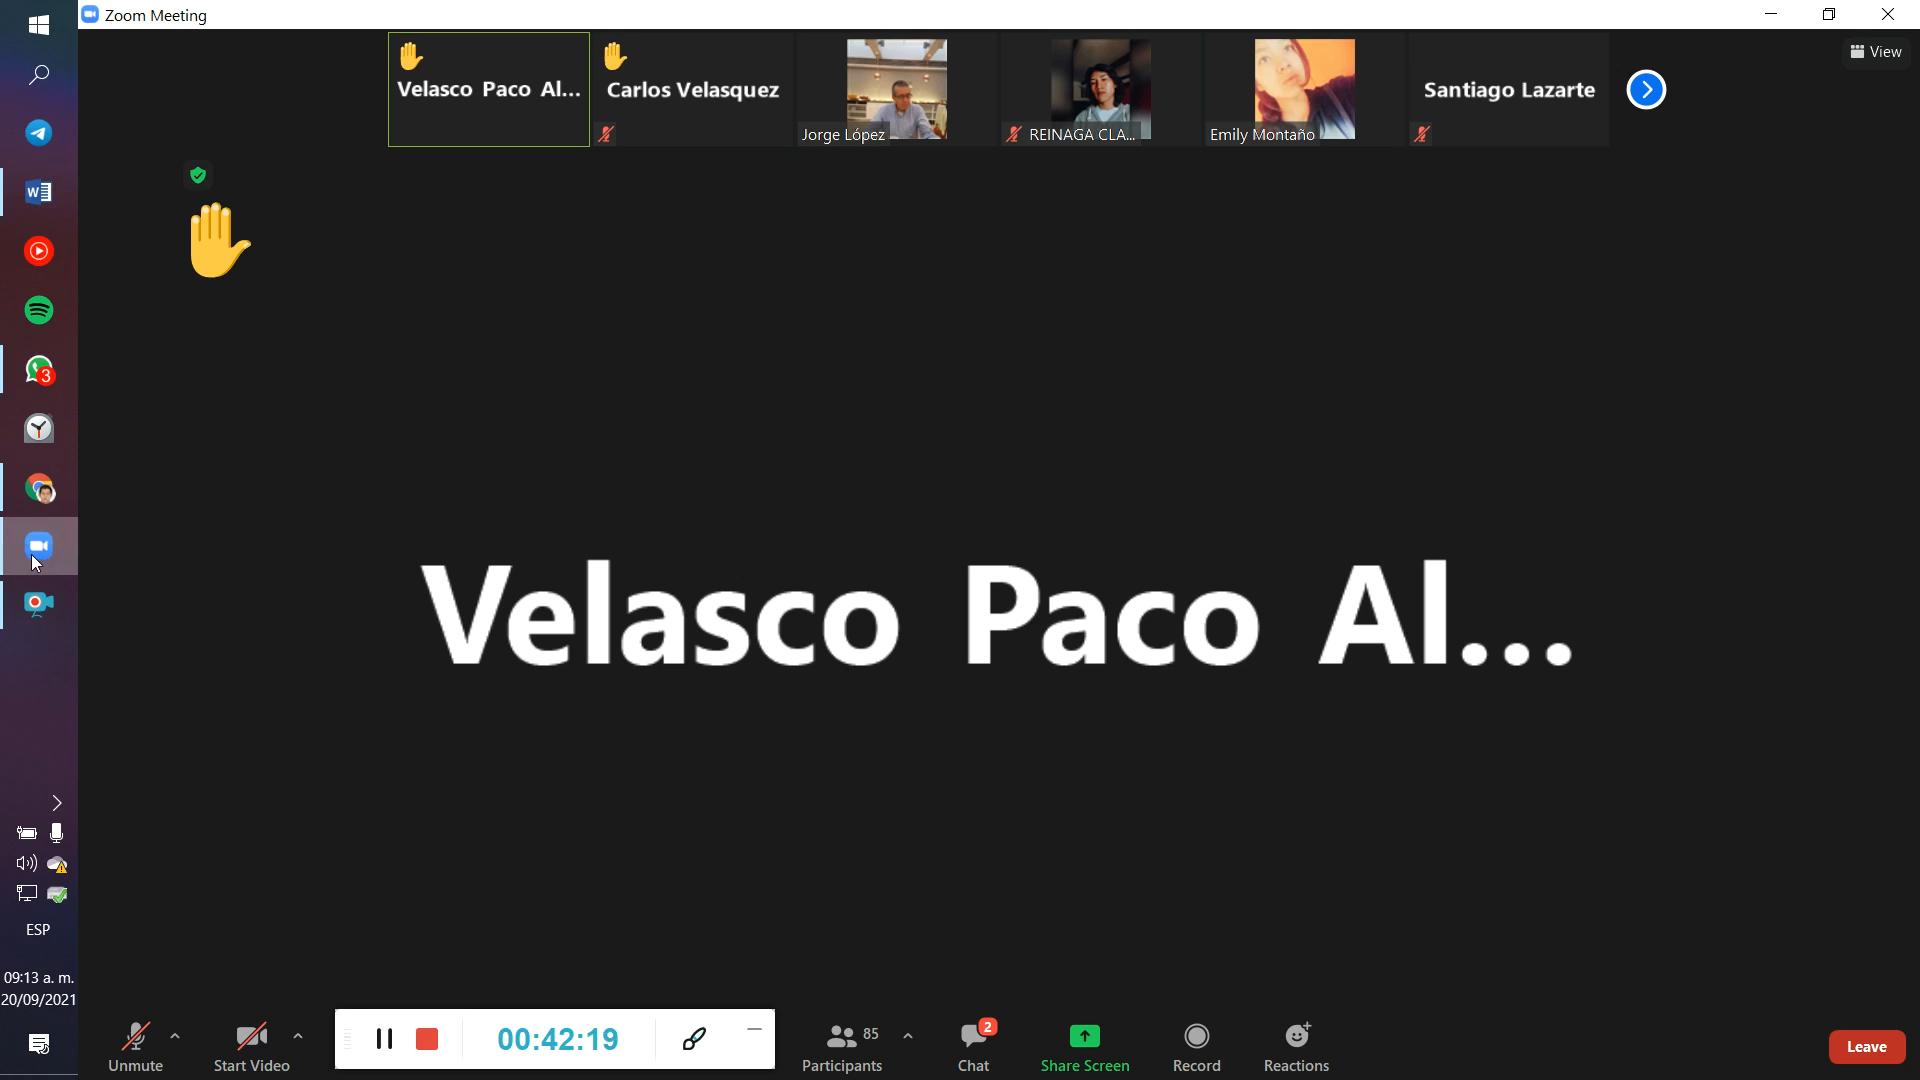 Zoom Meeting
View
Velasco Paco Al...
Carlos Velasquez
Jorge López
REINAGA CLA...
Emily Montaño
Santiago Lazarte
W
3
Velasco Paco Al...
ESP
09:13 a. m.
20/09/2021
Unmute
Start Video
00:42:19
85
Participants
2
Chat
Share Screen
Record
Reactions
Leave